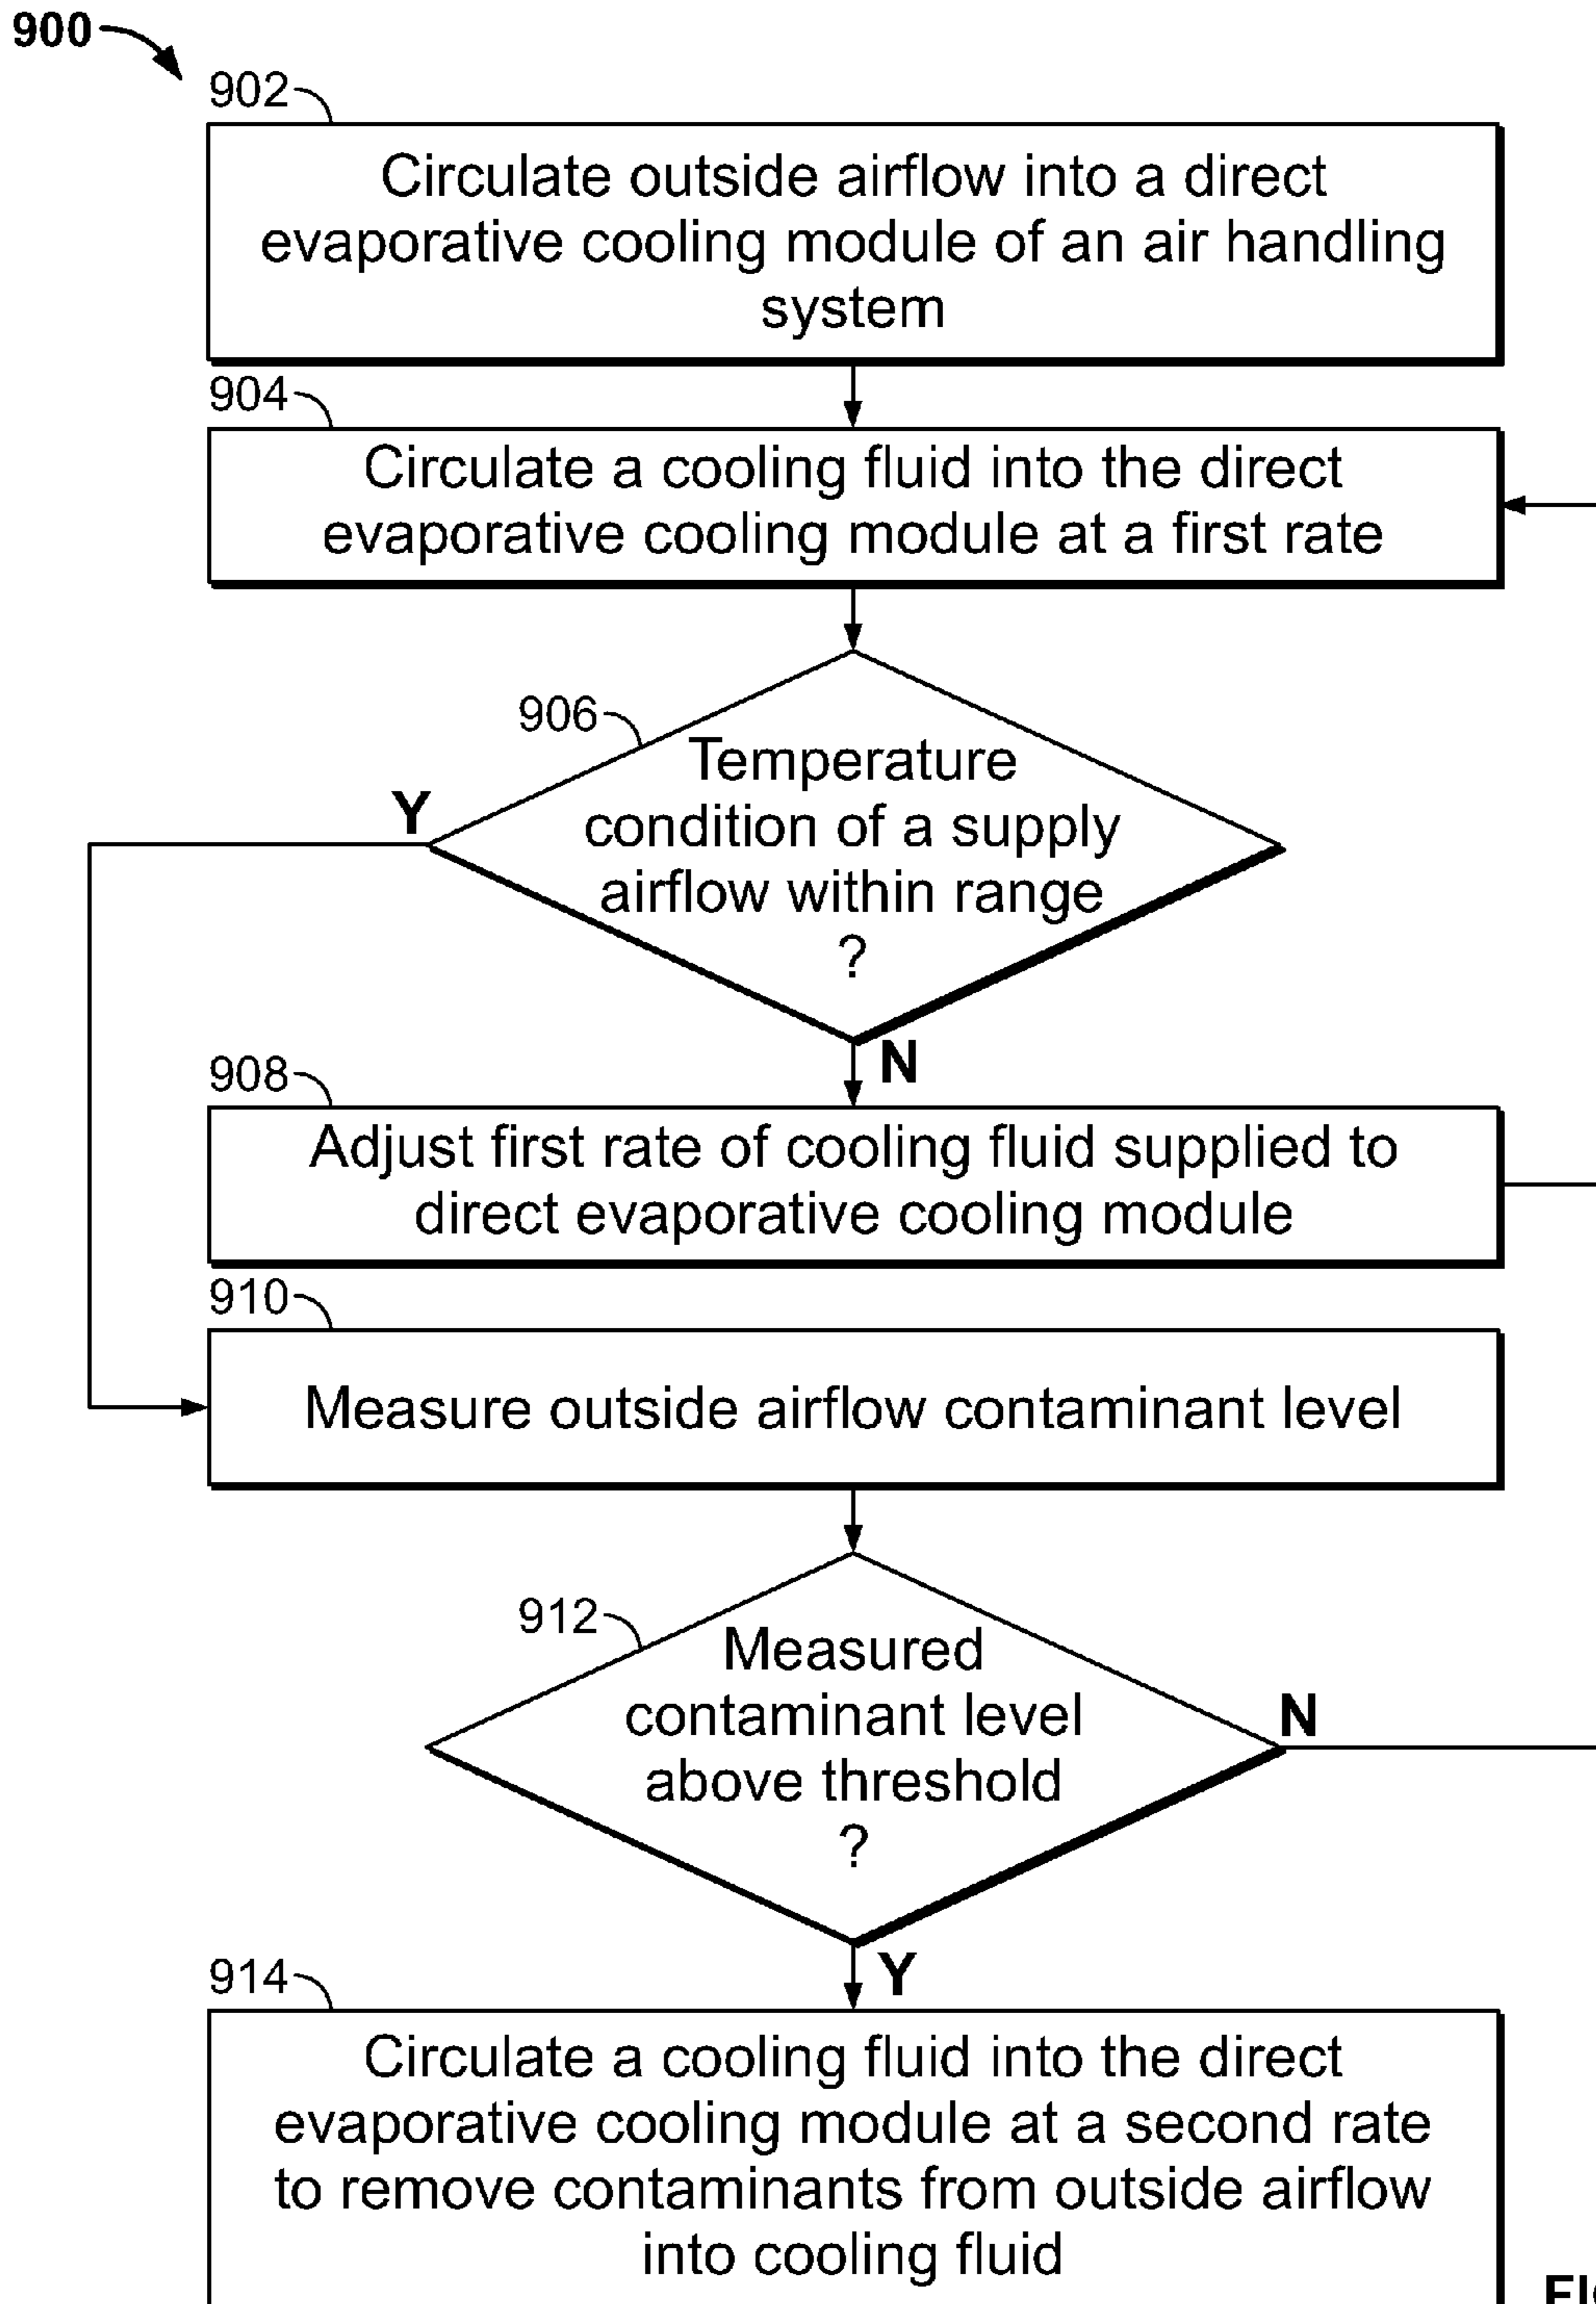 900
902
Circulate outside airflow into a direct
evaporative cooling module of an air handling
system
904
Circulate a cooling fluid into the direct
evaporative cooling module at a first rate
906
Temperature
condition of a supply
airflow within range
?
Y
N
908
Adjust first rate of cooling fluid supplied to
direct evaporative cooling module
910
Measure outside airflow contaminant level
912
Measured
contaminant level
above threshold
?
N
Y
914
Circulate a cooling fluid into the direct
evaporative cooling module at a second rate
to remove contaminants from outside airflow
into cooling fluid